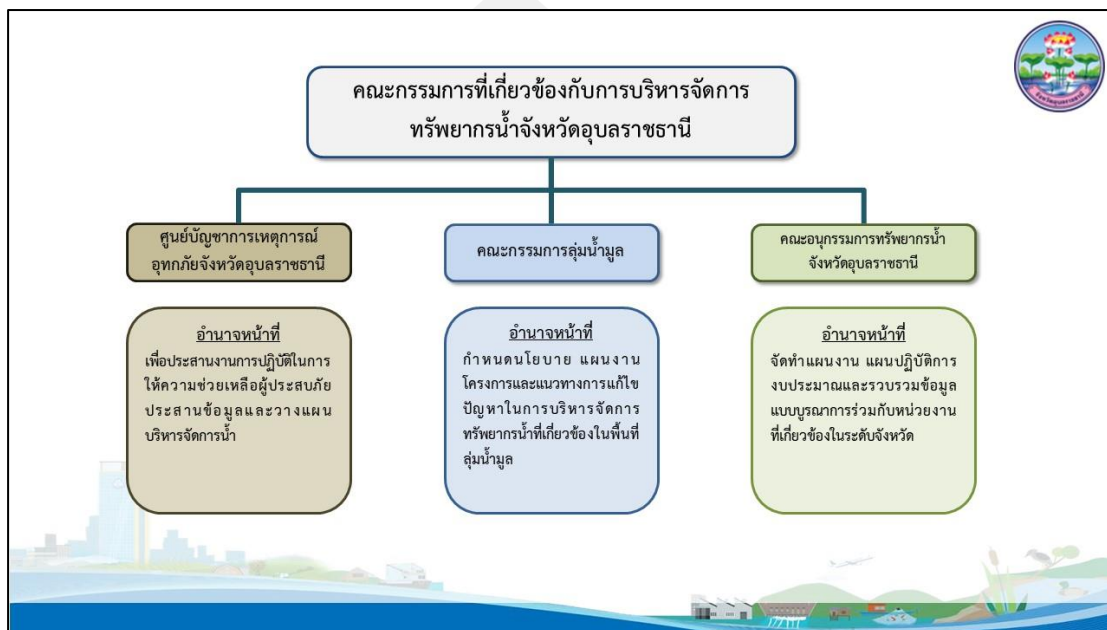 คณะกรรมการที่เกี่ยวข้องกับการบริหารจัดการ
ทรัพยากรน้ำจังหวัดอุบลราชธานี
ศูนย์บัญชาการเหตุการณ์
อุทกภัยจังหวัดอุบลราชธานี
อำนาจหน้าที่
เพื่อประสานงานการปฏิบัติในการ
ให้ความช่วยเหลือผู้ประสบภัย
ประสานข้อมูลและวางแผน
บริหารจัดการน้ำ
คณะกรรมการลุ่มน้ำมูล
อำนาจหน้าที่
กำหนดนโยบาย แผนงาน
โครงการและแนวทางการแก้ไข
ปัญหาในการบริหารจัดการ
ทรัพยากรน้ำที่เกี่ยวข้องในพื้นที่
ลุ่มน้ำมูล
คณะอนุกรรมการทรัพยากรน้ำ
จังหวัดอุบลราชธานี
อำนาจหน้าที่
จัดทำแผนงาน แผนปฏิบัติการ
งบประมาณและรวบรวมข้อมูล
แบบบูรณาการร่วมกับหน่วยงาน
ที่เกี่ยวข้องในระดับจังหวัด
จังหวัดอุบลราชธานี